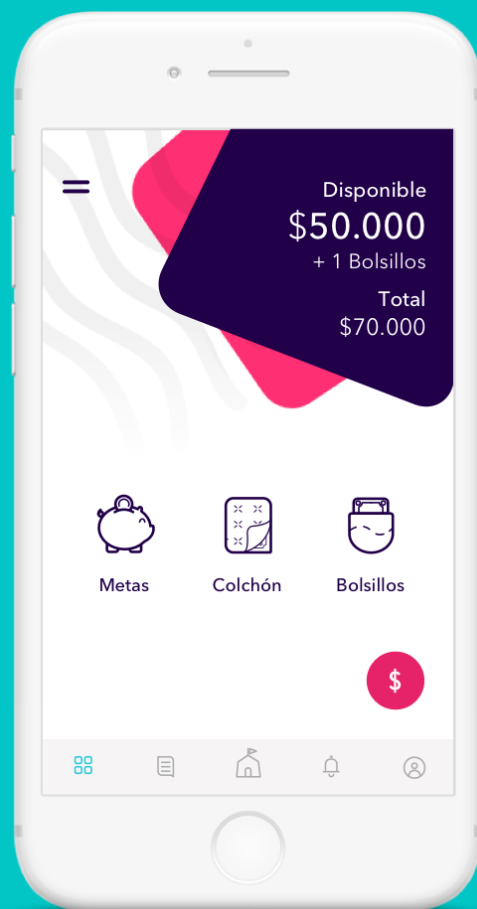 Disponible
$50.000
+ 1 Bolsillos
Total
$70.000
Metas
Colchón
Bolsillos
$